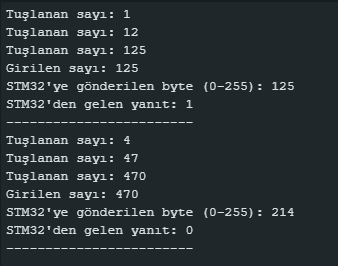 Tuşlanan sayı: 1
Tuşlanan sayı: 12
Tuşlanan sayı: 125
Girilen sayı: 125
STM32'ye gönderilen byte (0-255): 125
STM32'den gelen yanıt: 1
------------------------
Tuşlanan sayı: 4
Tuşlanan sayı: 47
Tuşlanan sayı: 470
Girilen sayı: 470
STM32'ye gönderilen byte (0-255): 214
STM32'den gelen yanıt: 0
------------------------